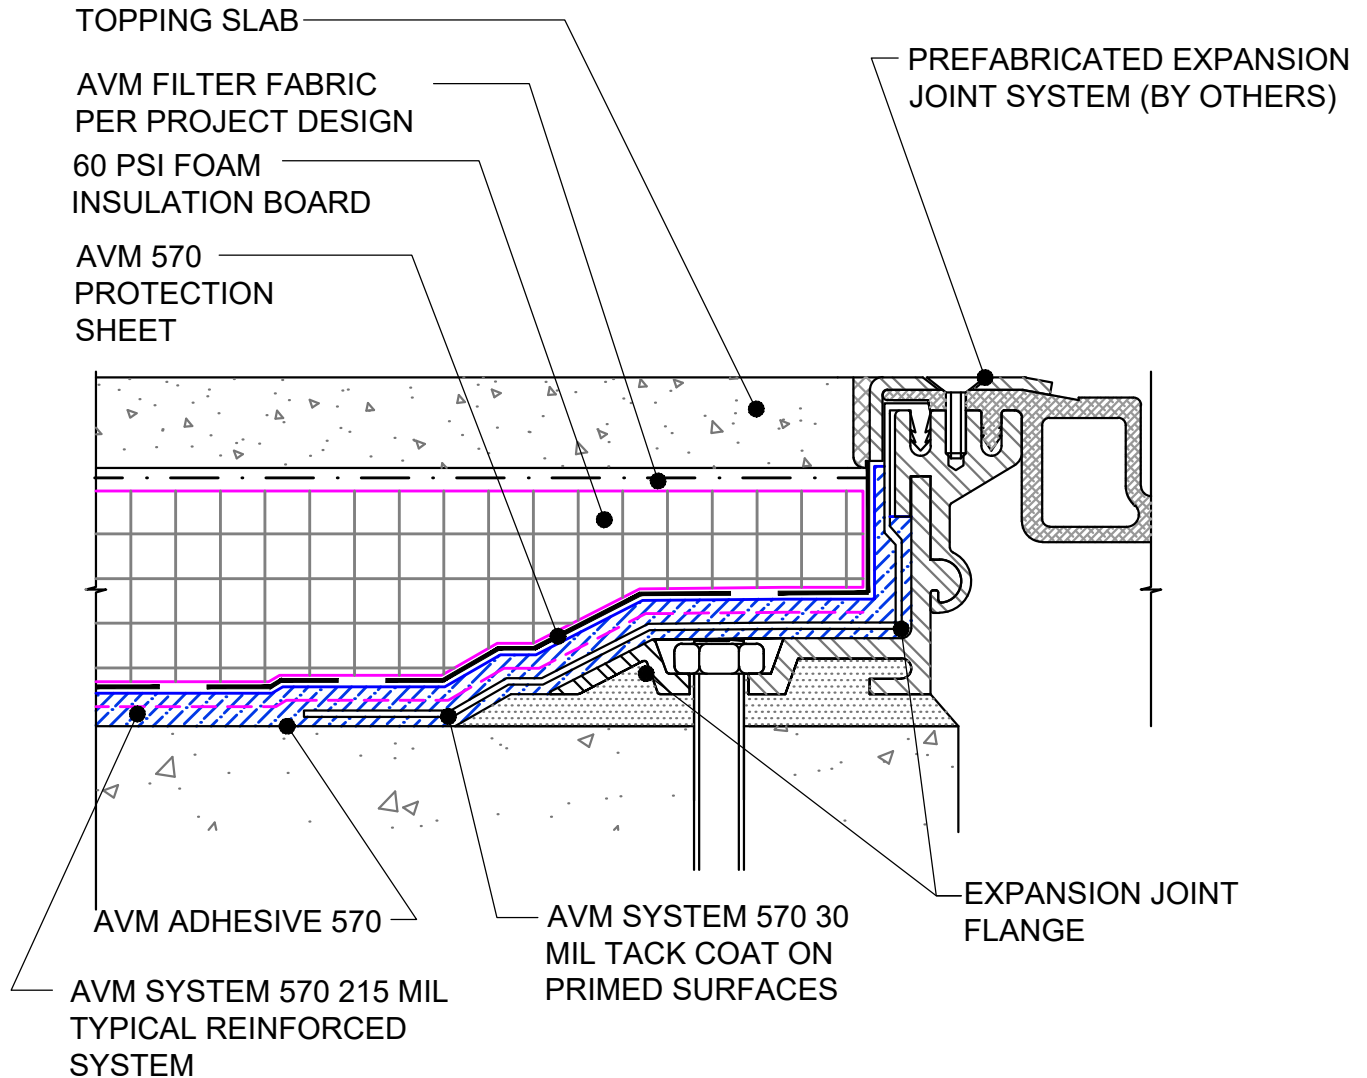 TOPPING SLAB
AVM FILTER FABRIC
PER PROJECT DESIGN
60 PSI FOAM
INSULATION BOARD
AVM 570
PROTECTION
SHEET
PREFABRICATED EXPANSION
JOINT SYSTEM (BY OTHERS)
AVM ADHESIVE 570
AVM SYSTEM 570 215 MIL
TYPICAL REINFORCED
SYSTEM
AVM SYSTEM 570 30
MIL TACK COAT ON
PRIMED SURFACES
EXPANSION JOINT
FLANGE